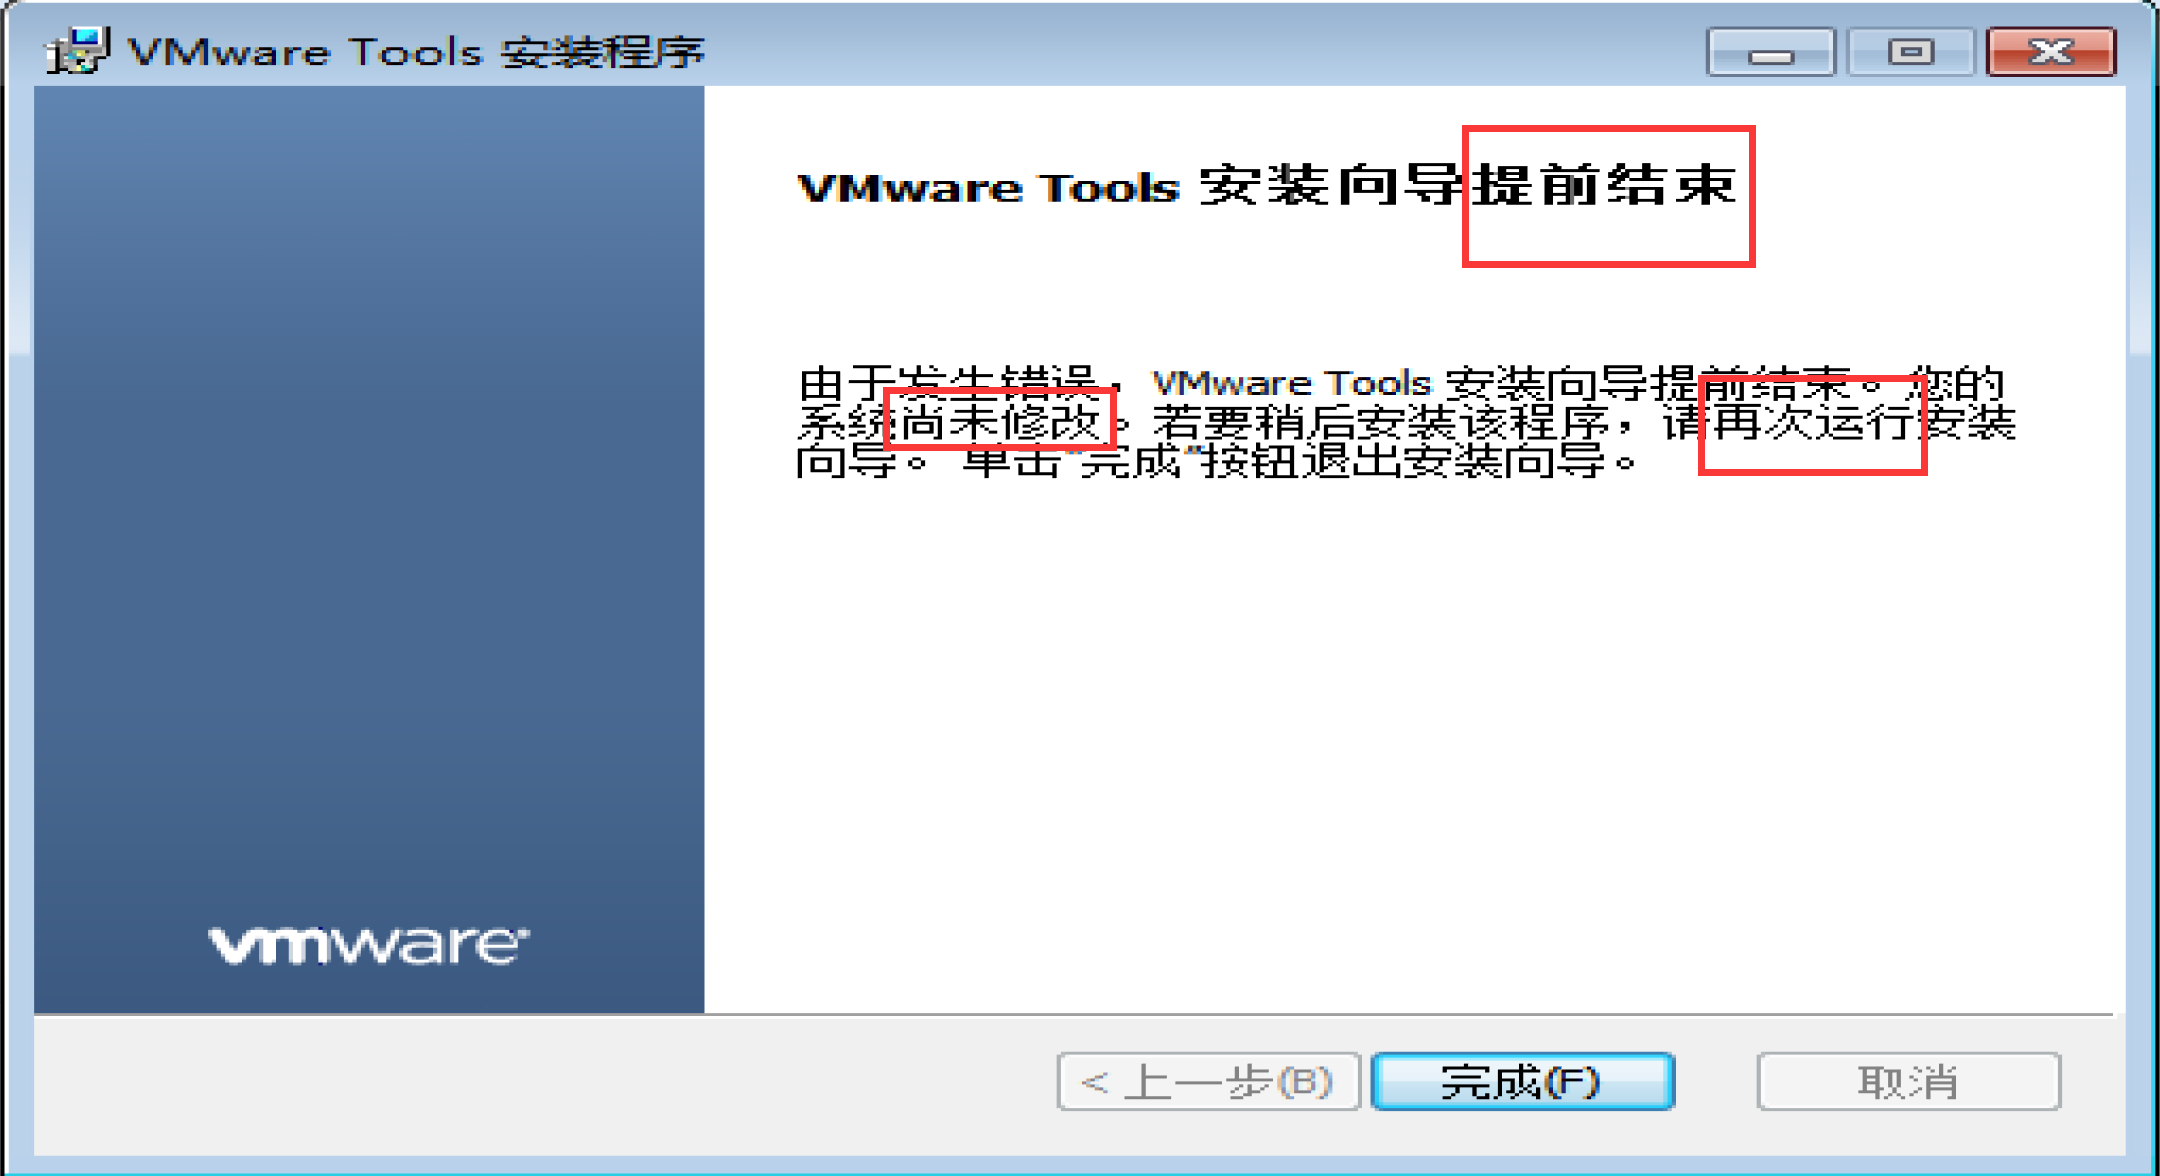 VMware Tools 安装程序
VMware Tools 安装向导提前结束
由于发生错误，VMware Tools 安装向导提前结束。您的
系统尚未修改。若要稍后安装该程序，请再次运行安装
向导。 单击“完成”按钮退出安装向导。
vmware
< 上一步(B)
完成(F)
取消